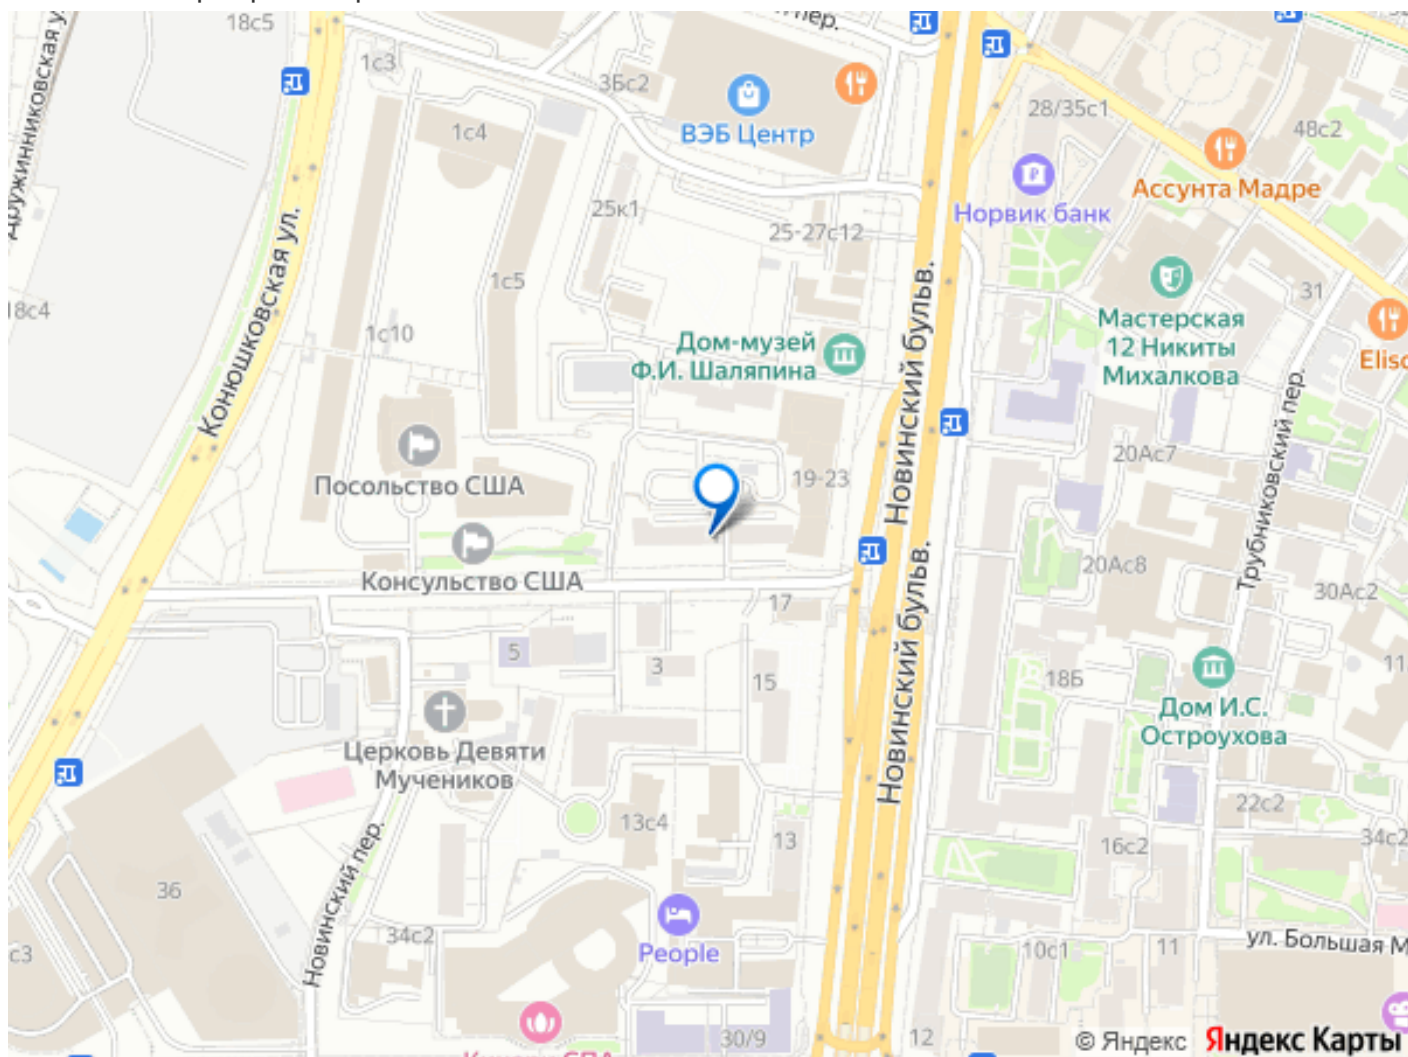 18с5
1с3
3Бс2
ВЭБ Центр
28/35с1
48с2
1с4
Ассунта Мадре
Норвик банк
25к1
25-27с12
Дружинниковская ул.
Конюшковская ул.
18с4
1с5
1с10
Новинский бульв.
Мастерская
12 Никиты
Михалкова
31
Дом-музей
Ф.И. Шаляпина
Посольство США
19-23
20Ас7
Трубниковский пер.
Консульство США
17
20Ас8
30Ас2
Новинский бульв.
5
3
15
18Б
11
Дом И.С.
Остроухова
Церковь Девяти
Мучеников
13с4
13
22с2
16с2
34с2
36
Новинский пер.
34с2
People
10с1
11
ул. Большая М
с3
30/9
12
© Яндекс
Яндекс Карты